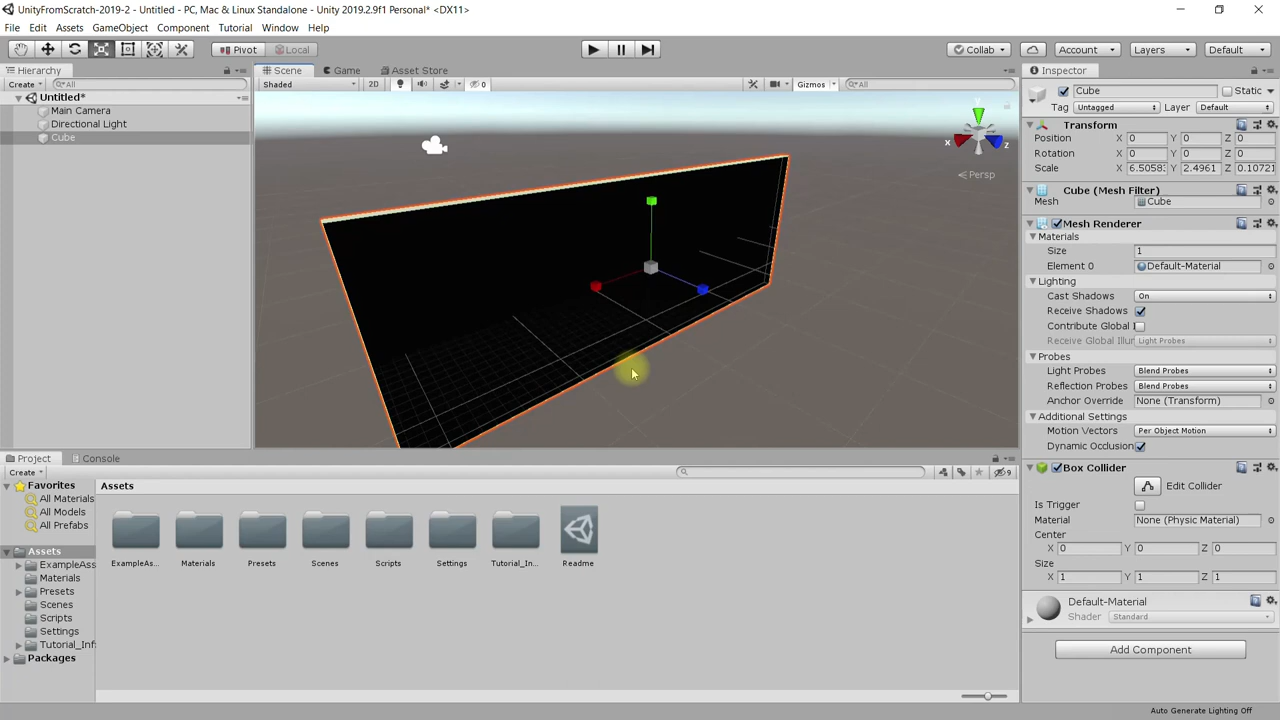 UnityFromScratch-2019-2 - Untitled - PC, Mac & Linux Standalone - Unity 2019.2.9f1 Personal* <DX11>
File Edit Assets GameObject Component Tutorial Window Help
Pivot Local Collab Account Layers Default
Hierarchy
Create All
Untitled*
Main Camera
Directional Light
Cube
Scene Game Asset Store
Shaded 2D 0 Gizmos All
y
x
z
Persp
Inspector
Cube Static
Tag Untagged Layer Default
Transform
Position X 0 Y 0 Z 0
Rotation X 0 Y 0 Z 0
Scale X 6.5058 Y 2.4961 Z 0.10721
Cube (Mesh Filter)
Mesh Cube
Mesh Renderer
Materials
Size 1
Element 0 Default-Material
Lighting
Cast Shadows On
Receive Shadows
Contribute Global I
Receive Global Illur Light Probes
Probes
Light Probes Blend Probes
Reflection Probes Blend Probes
Anchor Override None (Transform)
Additional Settings
Motion Vectors Per Object Motion
Dynamic Occlusion
Box Collider
Edit Collider
Is Trigger
Material None (Physic Material)
Center
X 0 Y 0 Z 0
Size
X 1 Y 1 Z 1
Default-Material
Shader Standard
Add Component
Project Console
Create 9
Favorites
All Materials
All Models
All Prefabs
Assets
ExampleAss
Materials
Presets
Scenes
Scripts
Settings
Tutorial_Inf
Packages
Assets
ExampleAs... Materials Presets Scenes Scripts Settings Tutorial_In... Readme
Auto Generate Lighting Off